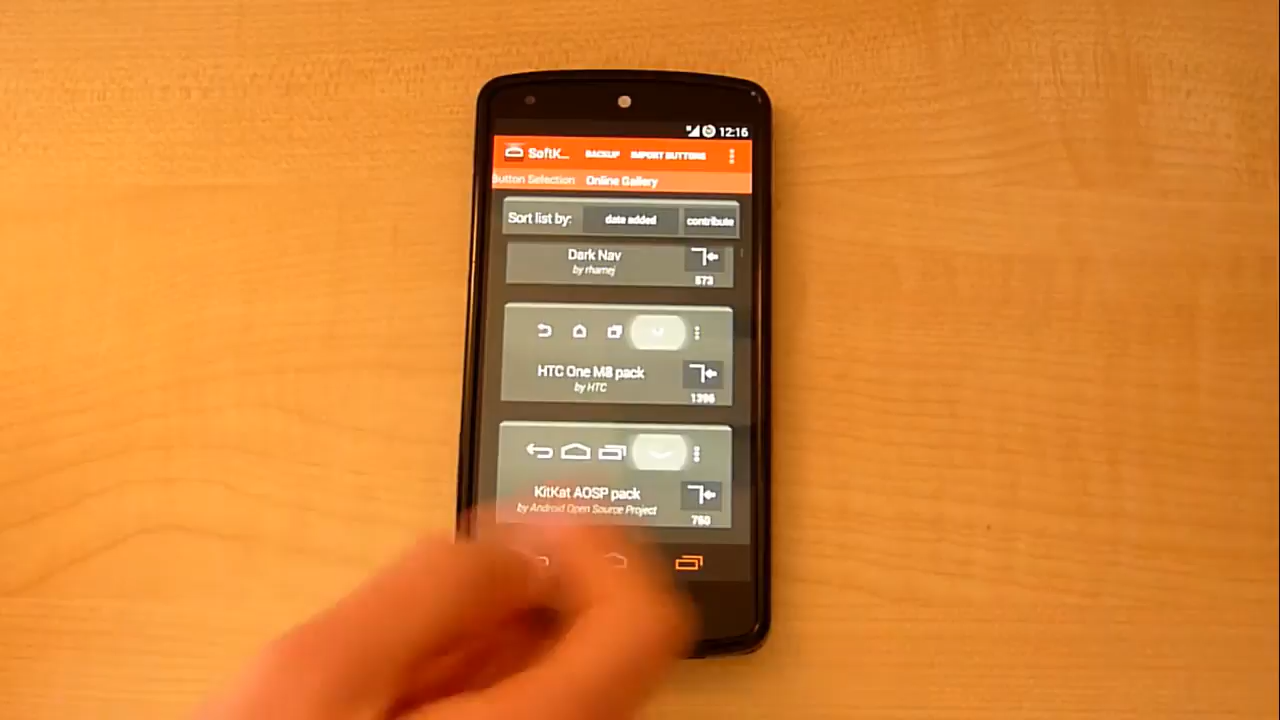 12:16
SoftK... BACKUP IMPORT BUTTONS
Button Selection Online Gallery
Sort list by: date added contribute
Dark Nav
by rhamej
573
HTC One M8 pack
by HTC
1396
KitKat AOSP pack
by Android Open Source Project
760